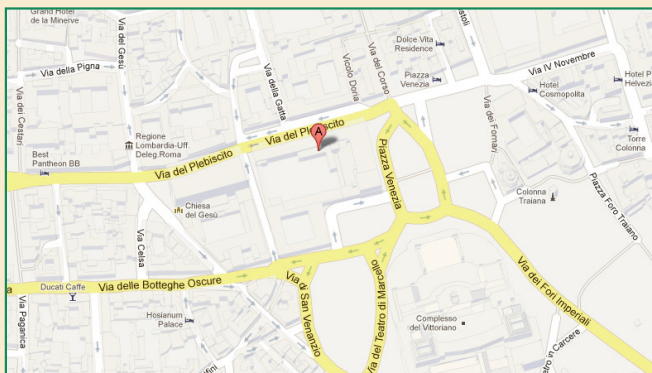 Grand Hotel
de la Minerve
Via del Gesù
Via della Pigna
Via dei Cestari
Via della Gatta
Vicolo Doria
Via del Corso
Dolce Vita
Residence
Piazza
Venezia
Via IV Novembre
Hotel
Cosmopolita
Hotel P
Helvezia
Torre
Colonna
Via dei Fornari
Regione
Lombardia-Uff.
Deleg.Roma
Via del Plebiscito
A
Best
Pantheon BB
Via del Plebiscito
Piazza Venezia
Colonna
Traiana
Piazza Foro Traiano
Chiesa
del Gesù
Via Celsa
Via delle Botteghe Oscure
Ducati Caffe
Via Paganica
Hosianum
Palace
Via di San Venanzio
Via del Teatro di Marcello
Complesso
del Vittoriano
Via dei Fori Imperiali